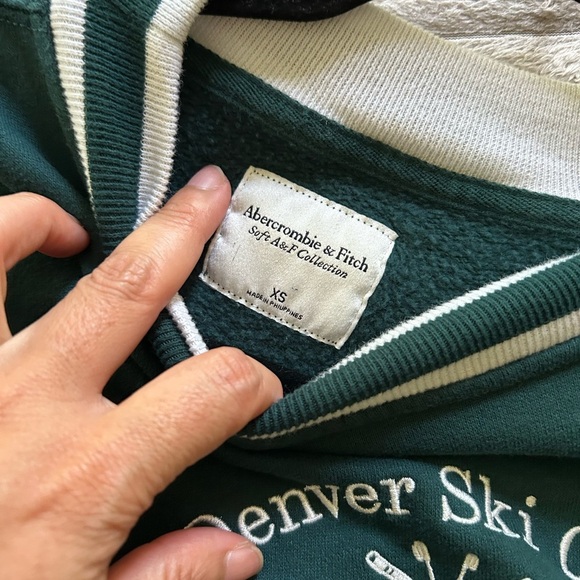 Abercrombie & Fitch
Soft A&F Collection
XS
MADE IN PHILIPPINES
Denver Ski